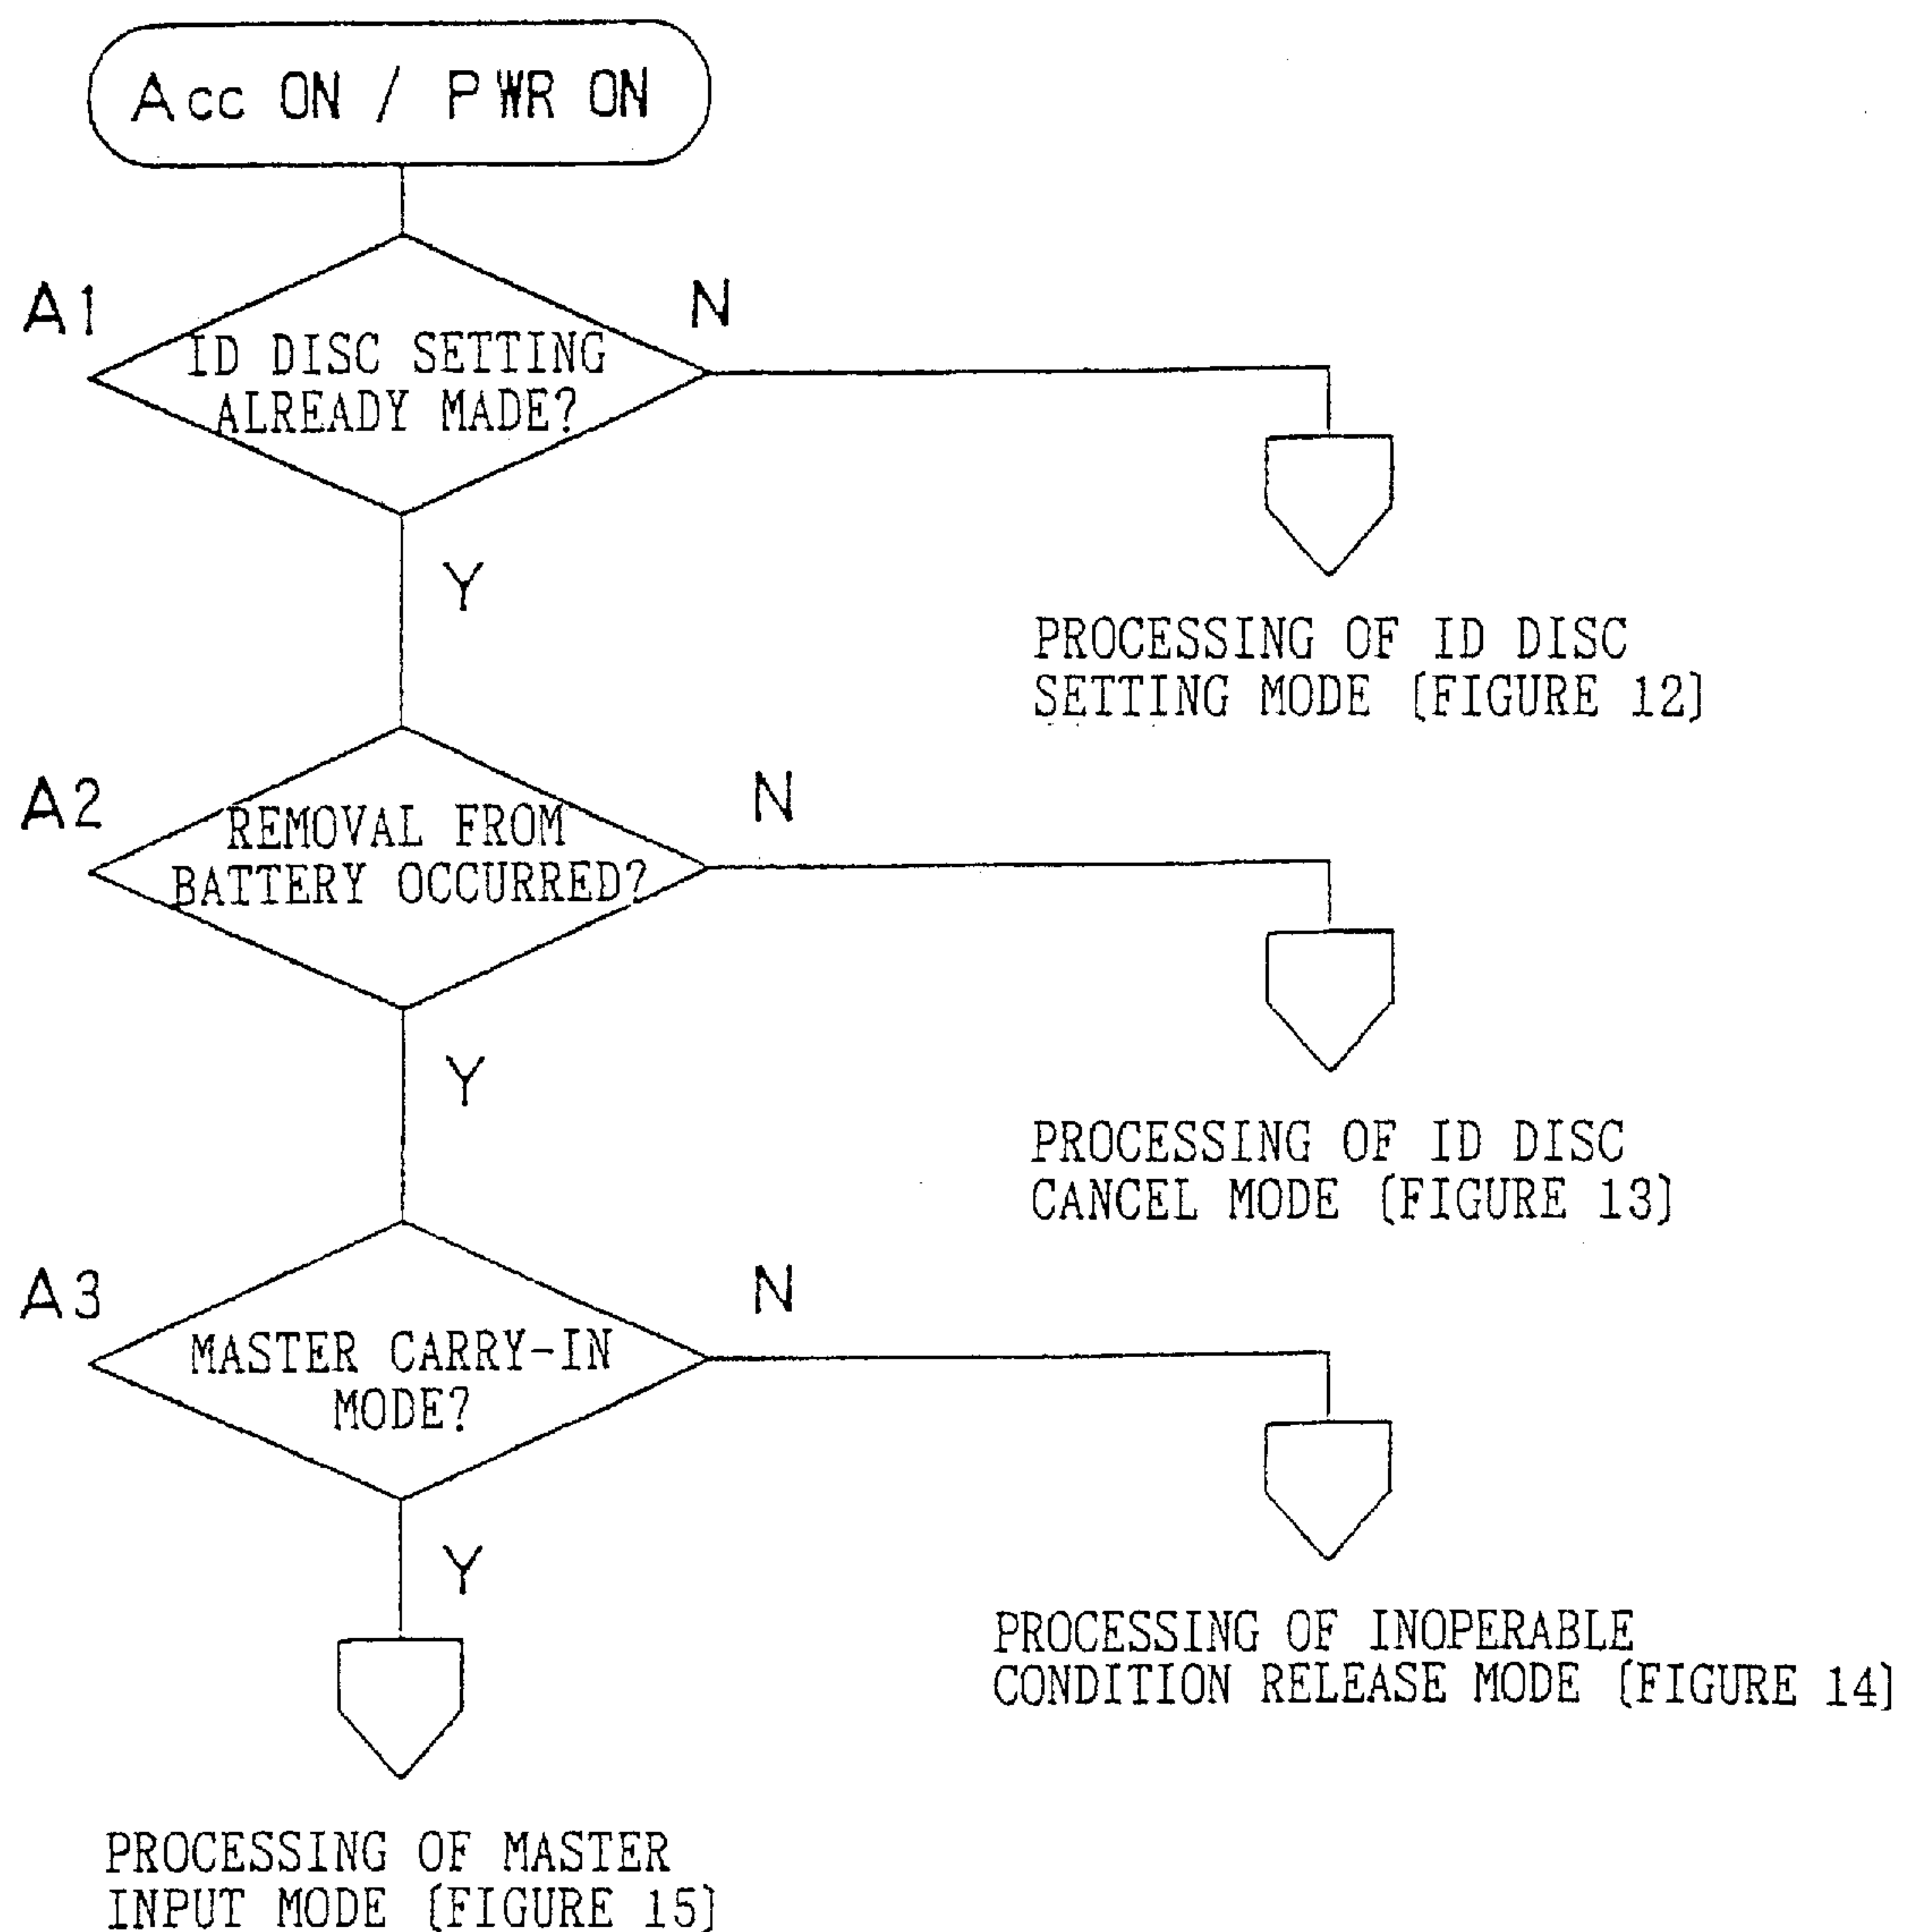 Acc ON / PWR ON
A1
N
ID DISC SETTING
ALREADY MADE?
Y
PROCESSING OF ID DISC
SETTING MODE [FIGURE 12]
A2
N
REMOVAL FROM
BATTERY OCCURRED?
Y
PROCESSING OF ID DISC
CANCEL MODE [FIGURE 13]
A3
N
MASTER CARRY-IN
MODE?
Y
PROCESSING OF INOPERABLE
CONDITION RELEASE MODE [FIGURE 14]
PROCESSING OF MASTER
INPUT MODE [FIGURE 15]